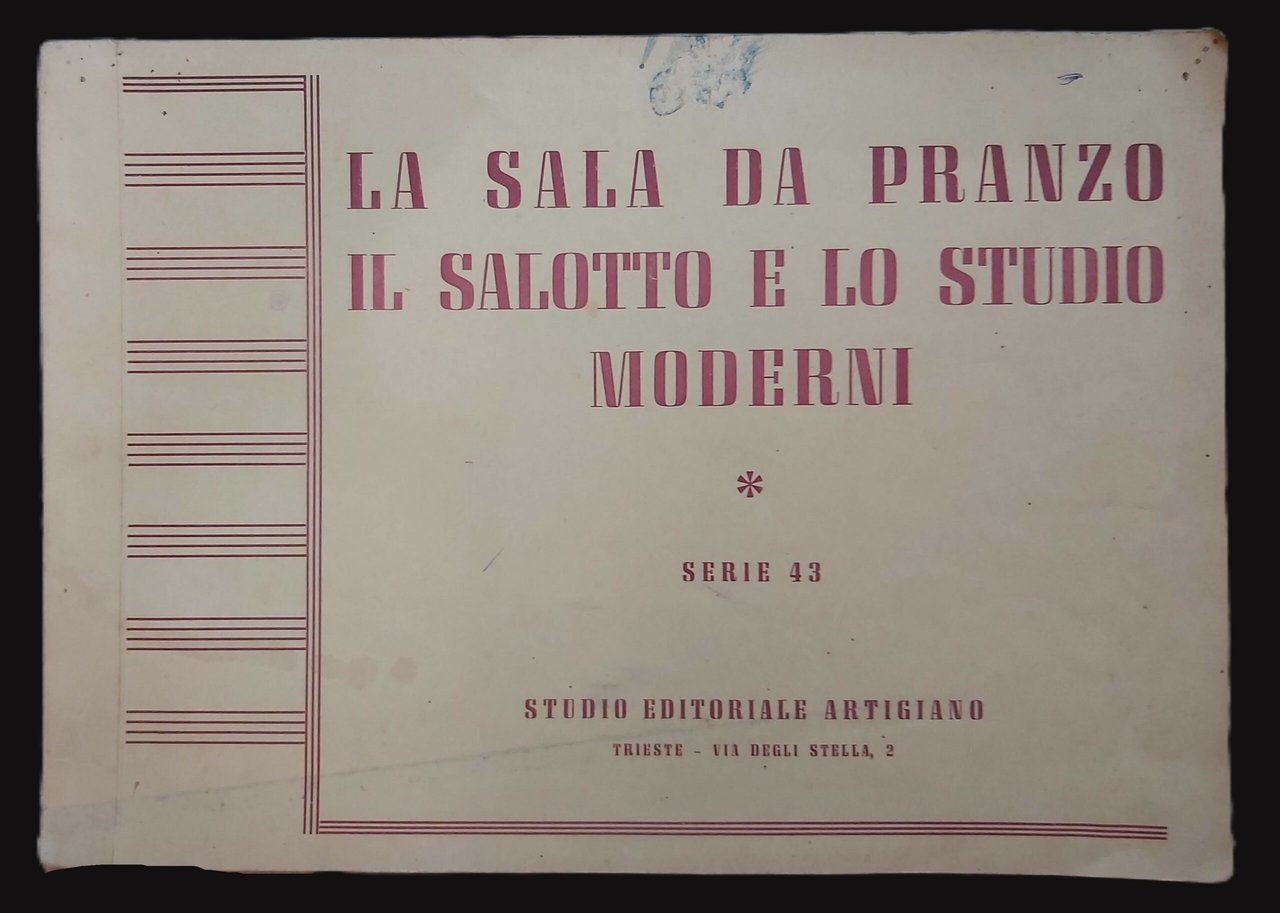 LA SALA DA PRANZO
IL SALOTTO E LO STUDIO
MODERNI
*
SERIE 43
STUDIO EDITORIALE ARTIGIANO
TRIESTE - VIA DEGLI STELLA, 2